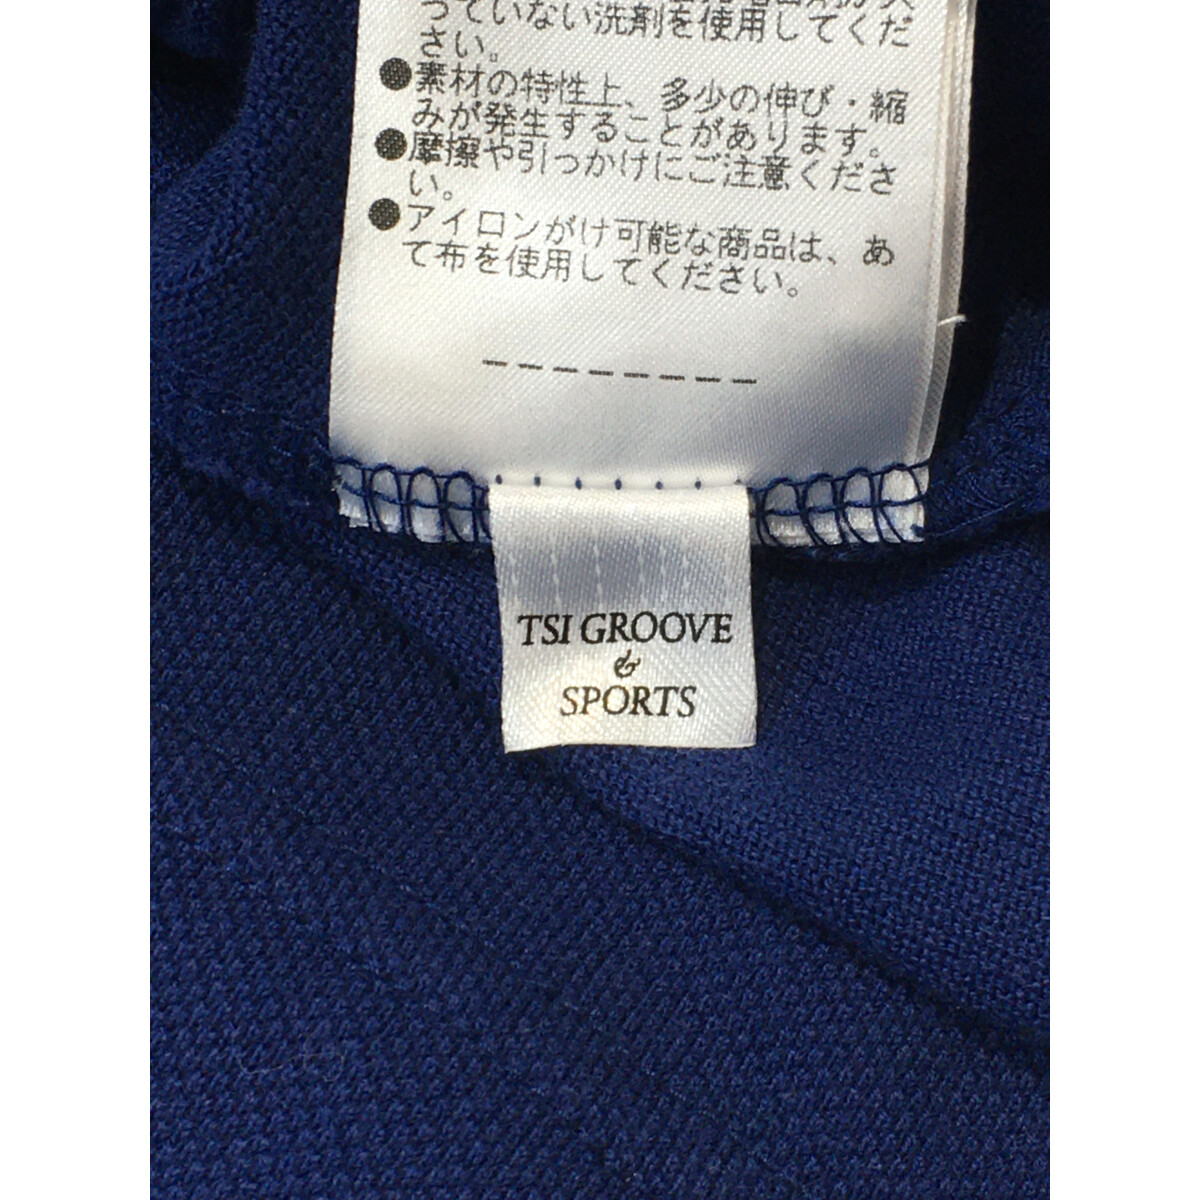 っていない洗剤を使用してくだ
さい。
●素材の特性上、多少の伸び・縮
みが発生することがあります。
●摩擦や引っかけにご注意くださ
い。
●アイロンがけ可能な商品は、あ
て布を使用してください。
--------
TSI GROOVE
&
SPORTS